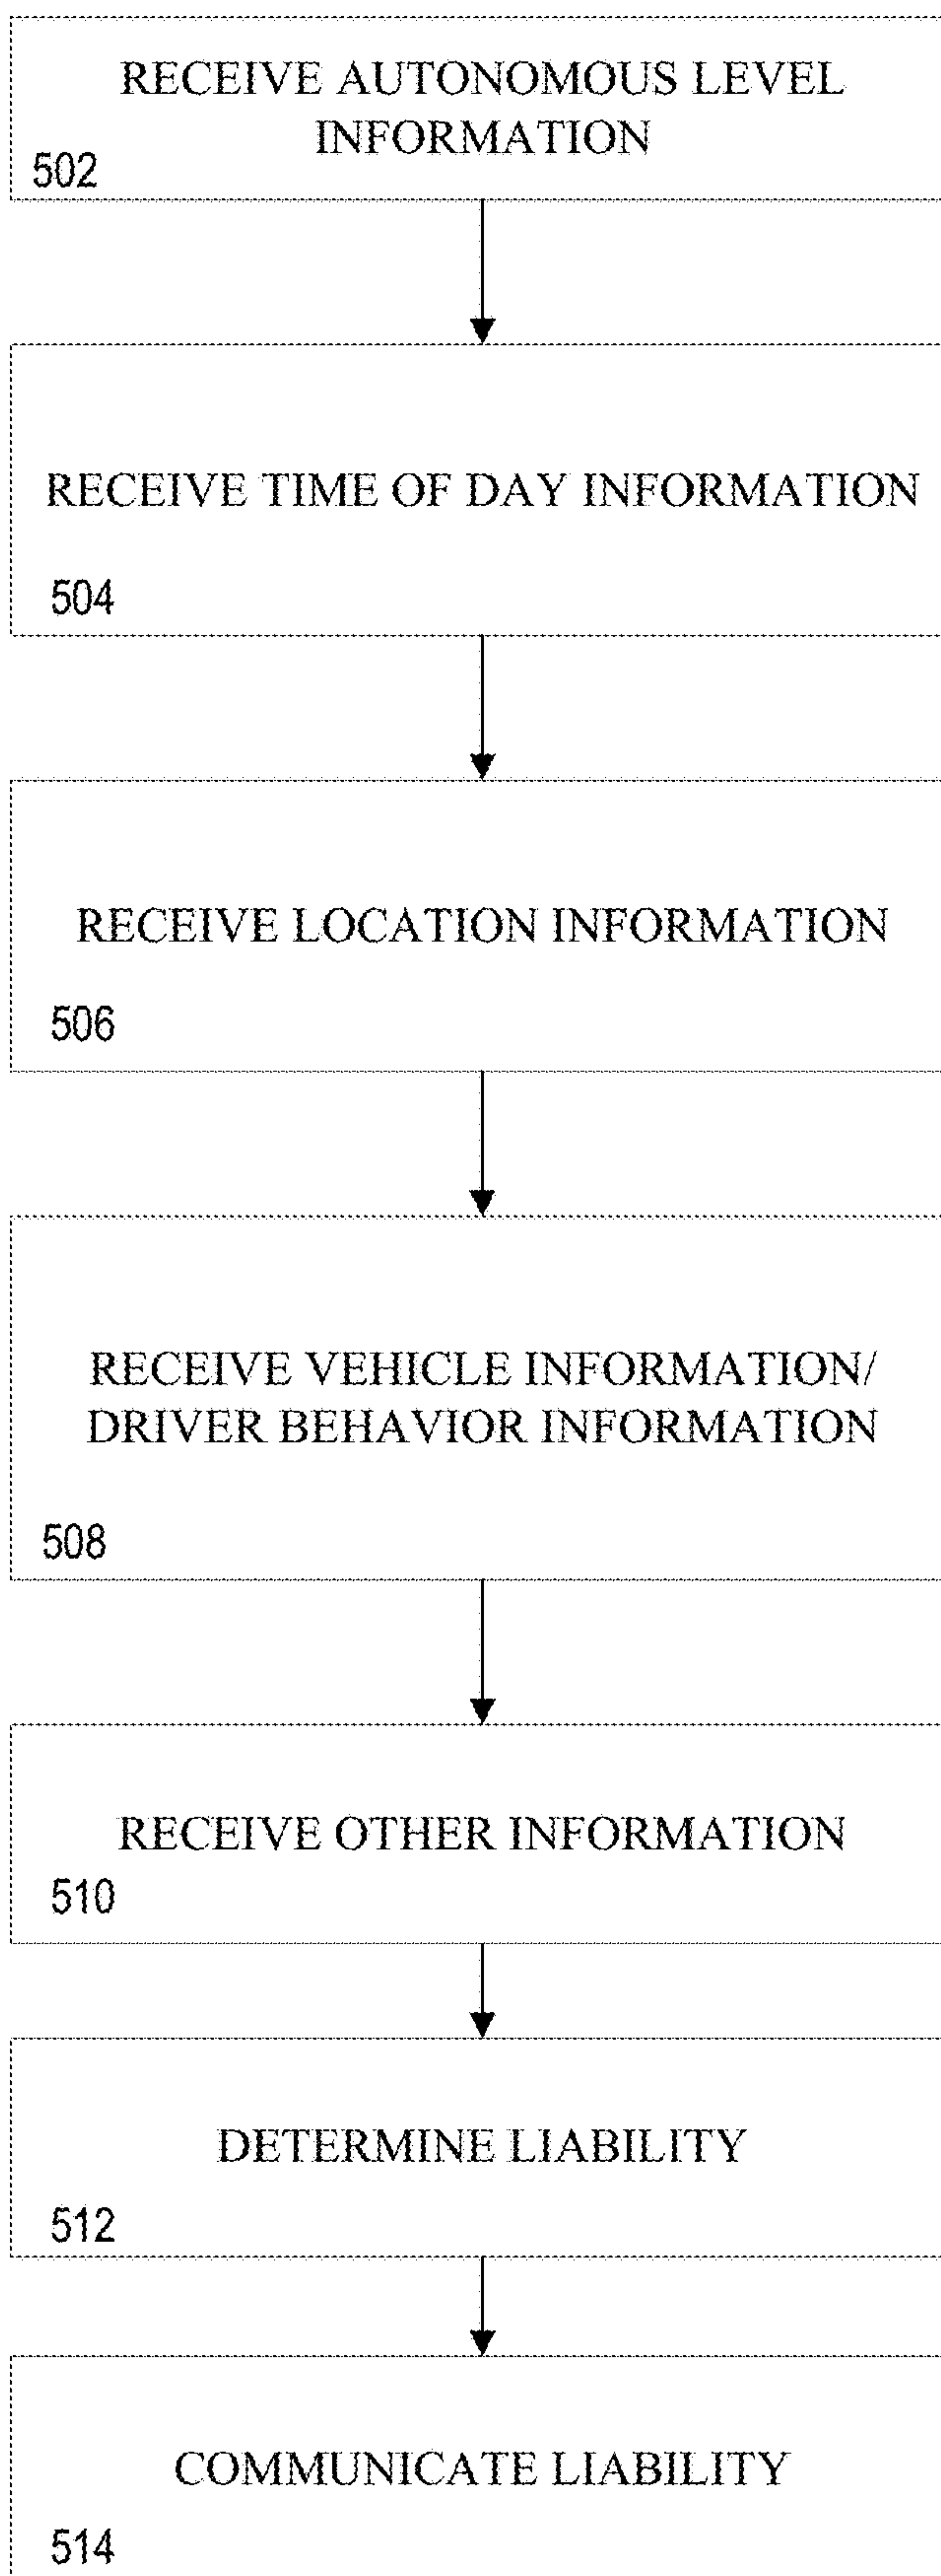 RECEIVE AUTONOMOUS LEVEL
INFORMATION
502
RECEIVE TIME OF DAY INFORMATION
504
RECEIVE LOCATION INFORMATION
506
RECEIVE VEHICLE INFORMATION/
DRIVER BEHAVIOR INFORMATION
508
RECEIVE OTHER INFORMATION
510
DETERMINE LIABILITY
512
COMMUNICATE LIABILITY
514